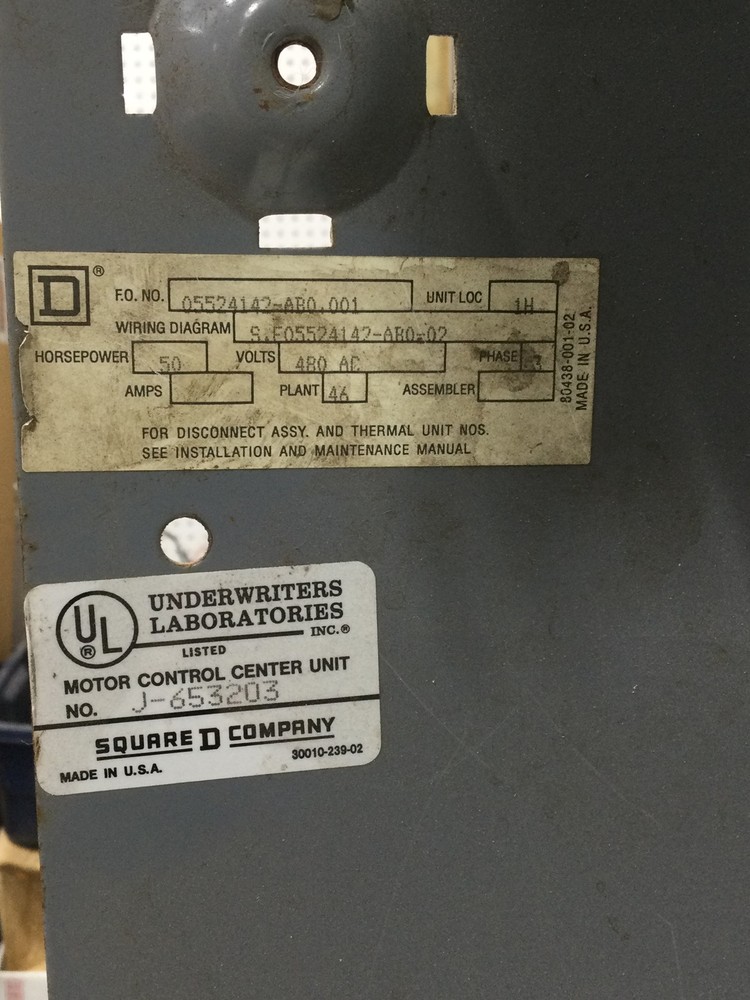 D ®
F.O. NO. 05524142-AB0.001 UNIT LOC 1H
WIRING DIAGRAM S.F05524142-AB0-02
HORSEPOWER 50 VOLTS 480 AC PHASE 3
AMPS PLANT 46 ASSEMBLER
FOR DISCONNECT ASSY. AND THERMAL UNIT NOS.
SEE INSTALLATION AND MAINTENANCE MANUAL
80438-001-02
MADE IN U.S.A.
UL ®
UNDERWRITERS
LABORATORIES
INC.®
LISTED
MOTOR CONTROL CENTER UNIT
NO. J-653203
SQUARE D COMPANY
MADE IN U.S.A. 30010-239-02